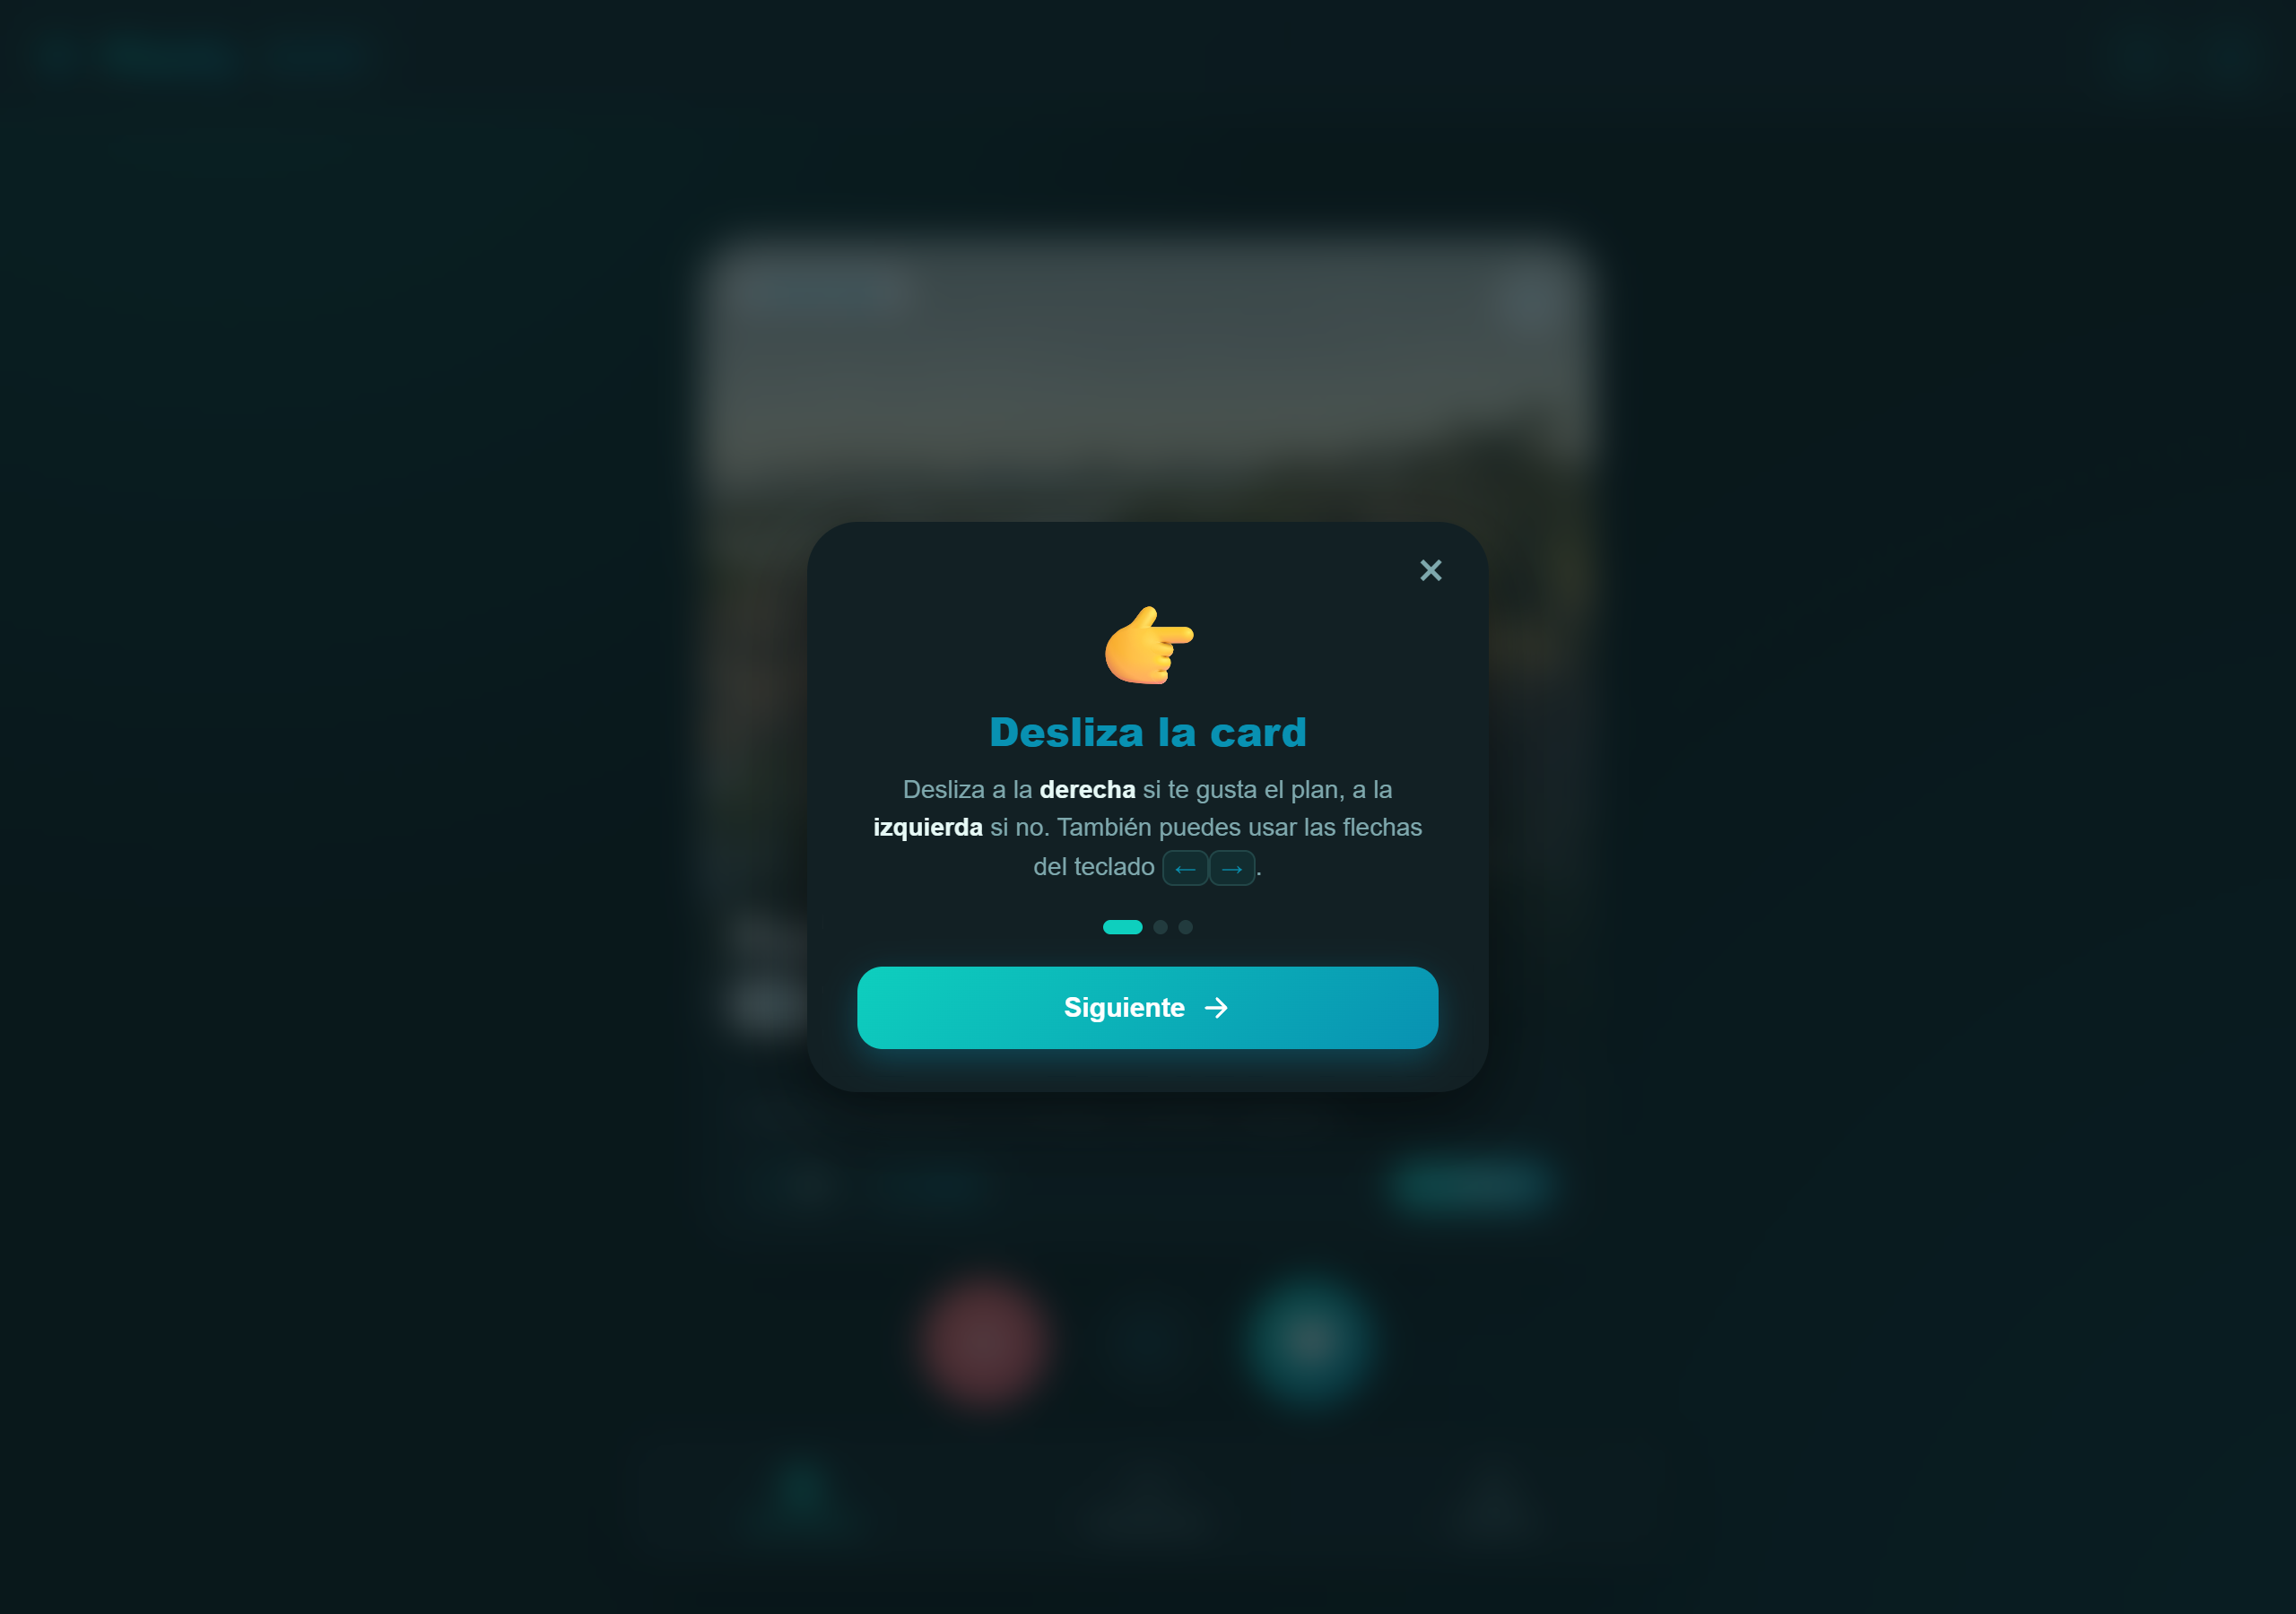 Desliza la card
Desliza a la derecha si te gusta el plan, a la
izquierda si no. También puedes usar las flechas
del teclado ← → .
Siguiente →